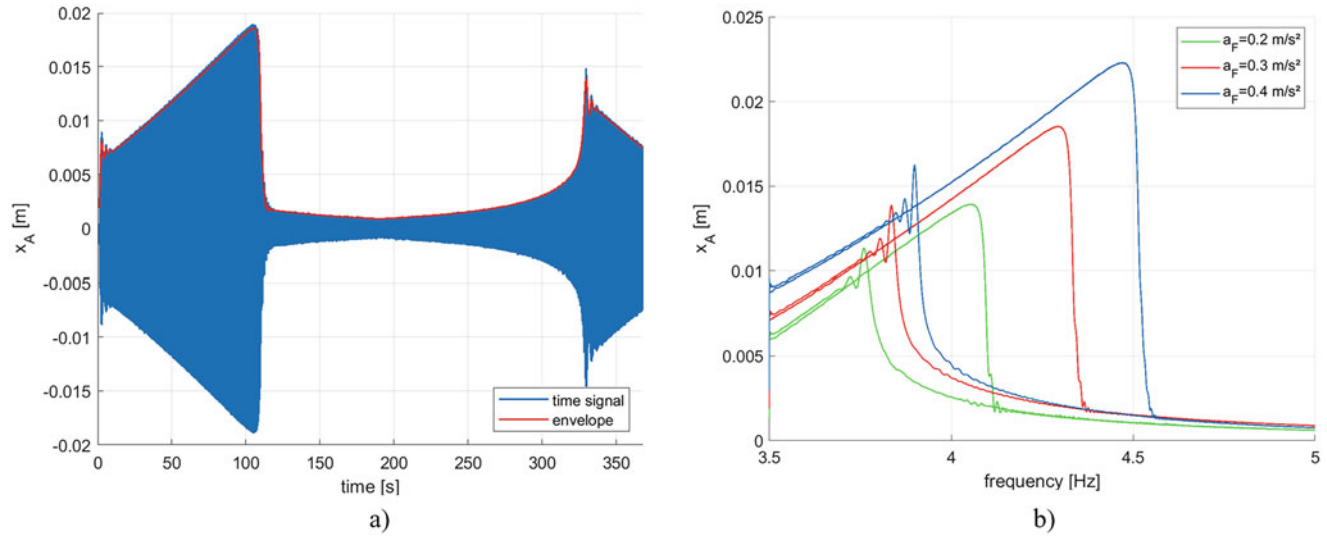 0.02
0.015
0.01
0.005
0
-0.005
-0.01
-0.015
-0.02
x_A [m]
0 50 100 150 200 250 300 350
time [s]
time signal
envelope
a)
0.025
0.02
0.015
0.01
0.005
0
x_A [m]
3.5 4 4.5 5
frequency [Hz]
a_F=0.2 m/s²
a_F=0.3 m/s²
a_F=0.4 m/s²
b)